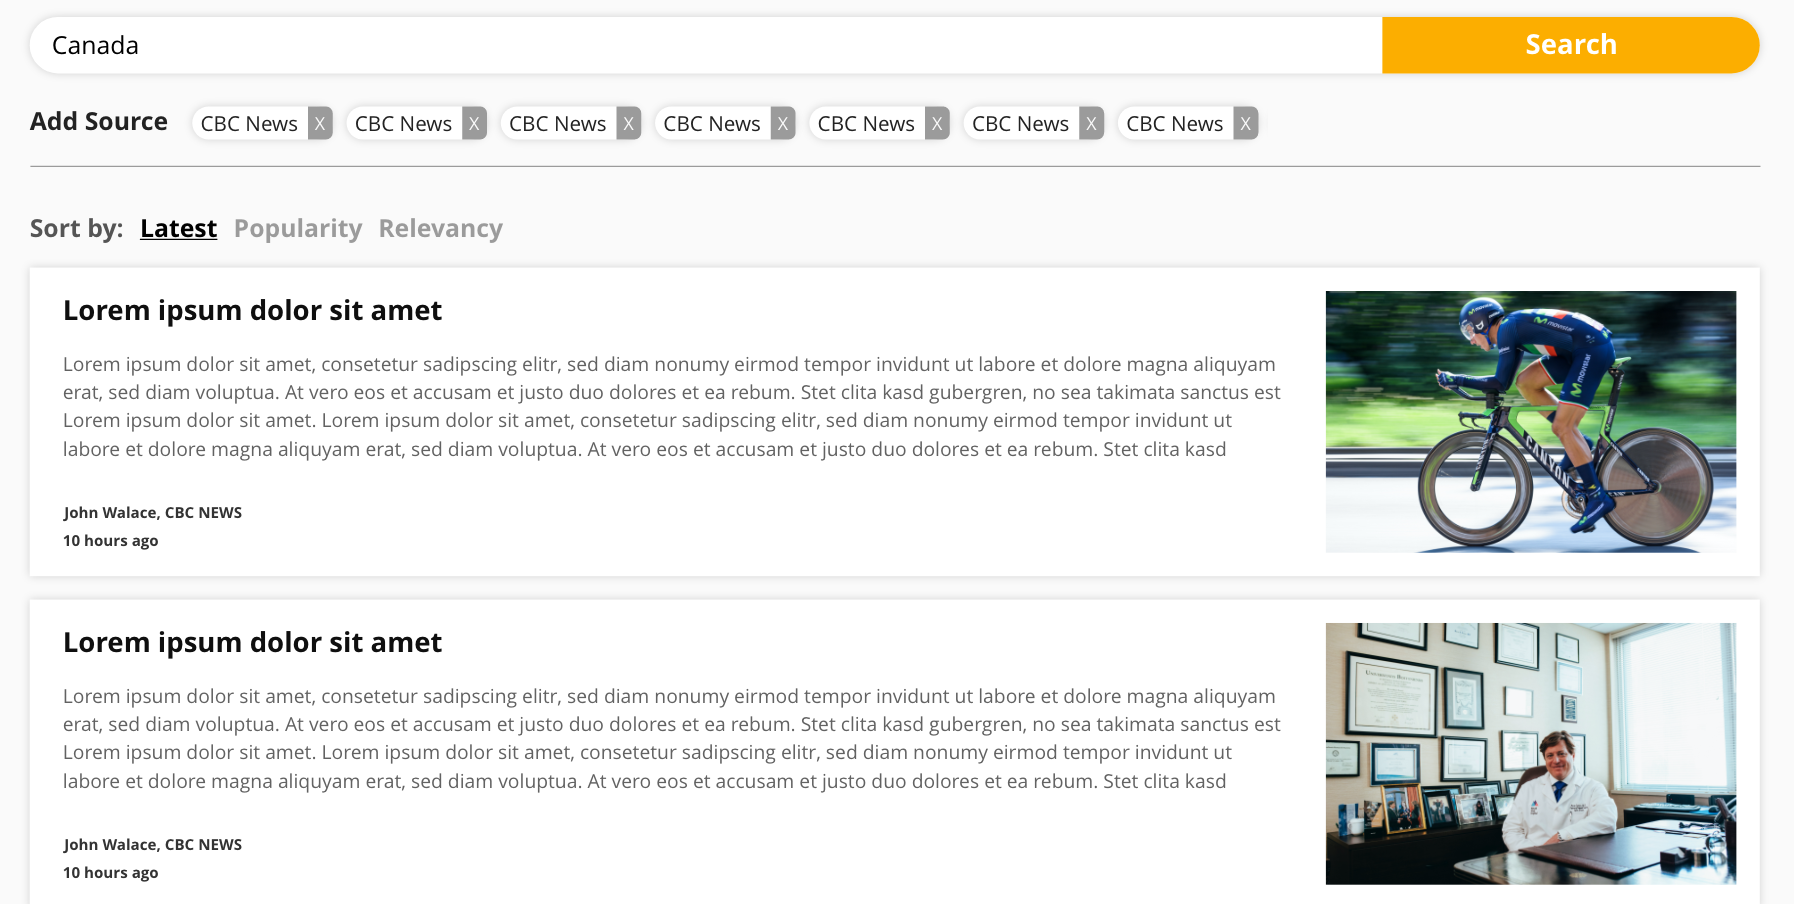 Canada
Search
Add Source CBC News X CBC News X CBC News X CBC News X CBC News X CBC News X CBC News X
Sort by: Latest Popularity Relevancy
Lorem ipsum dolor sit amet
Lorem ipsum dolor sit amet, consetetur sadipscing elitr, sed diam nonumy eirmod tempor invidunt ut labore et dolore magna aliquyam
erat, sed diam voluptua. At vero eos et accusam et justo duo dolores et ea rebum. Stet clita kasd gubergren, no sea takimata sanctus est
Lorem ipsum dolor sit amet. Lorem ipsum dolor sit amet, consetetur sadipscing elitr, sed diam nonumy eirmod tempor invidunt ut
labore et dolore magna aliquyam erat, sed diam voluptua. At vero eos et accusam et justo duo dolores et ea rebum. Stet clita kasd
John Walace, CBC NEWS
10 hours ago
movistar
movistar
CANYON
Lorem ipsum dolor sit amet
Lorem ipsum dolor sit amet, consetetur sadipscing elitr, sed diam nonumy eirmod tempor invidunt ut labore et dolore magna aliquyam
erat, sed diam voluptua. At vero eos et accusam et justo duo dolores et ea rebum. Stet clita kasd gubergren, no sea takimata sanctus est
Lorem ipsum dolor sit amet. Lorem ipsum dolor sit amet, consetetur sadipscing elitr, sed diam nonumy eirmod tempor invidunt ut
labore et dolore magna aliquyam erat, sed diam voluptua. At vero eos et accusam et justo duo dolores et ea rebum. Stet clita kasd
John Walace, CBC NEWS
10 hours ago